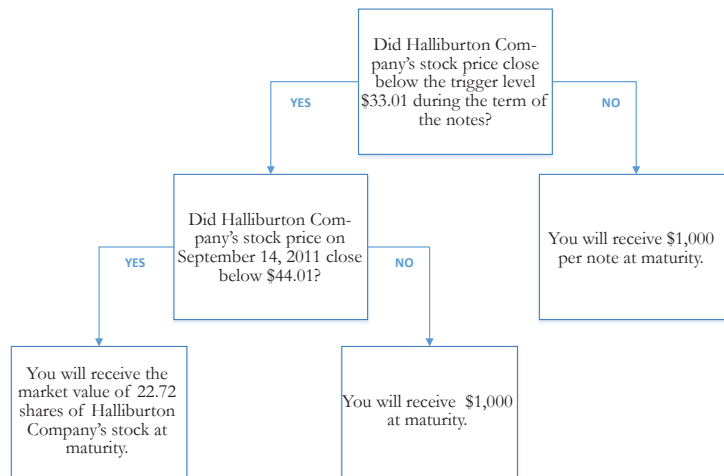 Did Halliburton Com-
pany's stock price close
below the trigger level
$33.01 during the term of
the notes?
YES
NO
Did Halliburton Com-
pany's stock price on
September 14, 2011 close
below $44.01?
You will receive $1,000
per note at maturity.
YES
NO
You will receive the
market value of 22.72
shares of Halliburton
Company's stock at
maturity.
You will receive $1,000
at maturity.